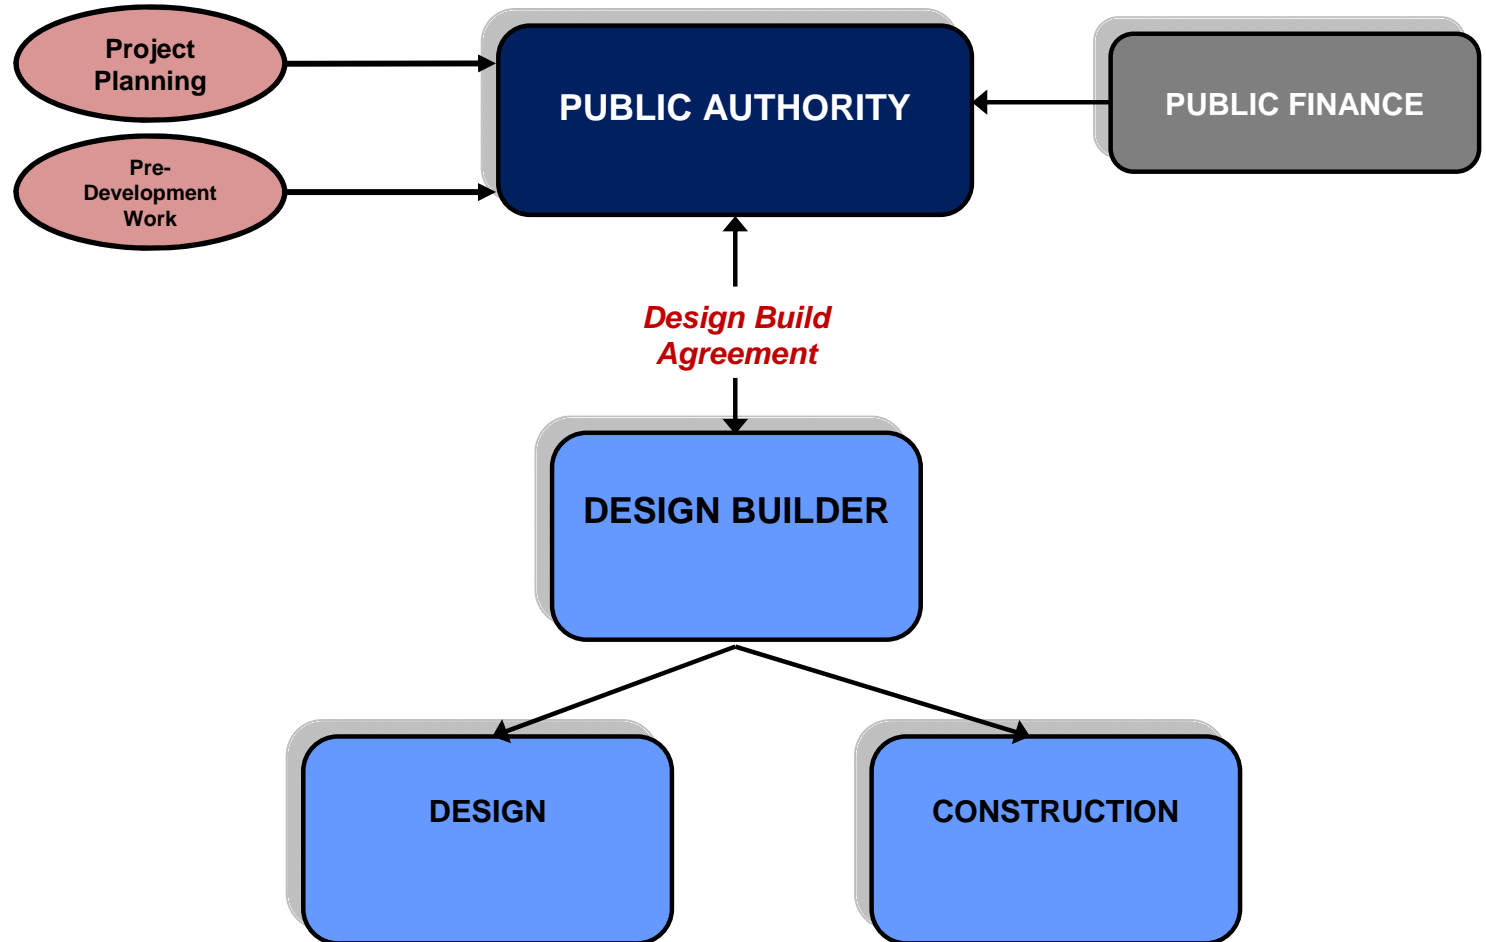 Project
Planning
PUBLIC AUTHORITY
PUBLIC FINANCE
Pre-
Development
Work
Design Build
Agreement
DESIGN BUILDER
DESIGN
CONSTRUCTION